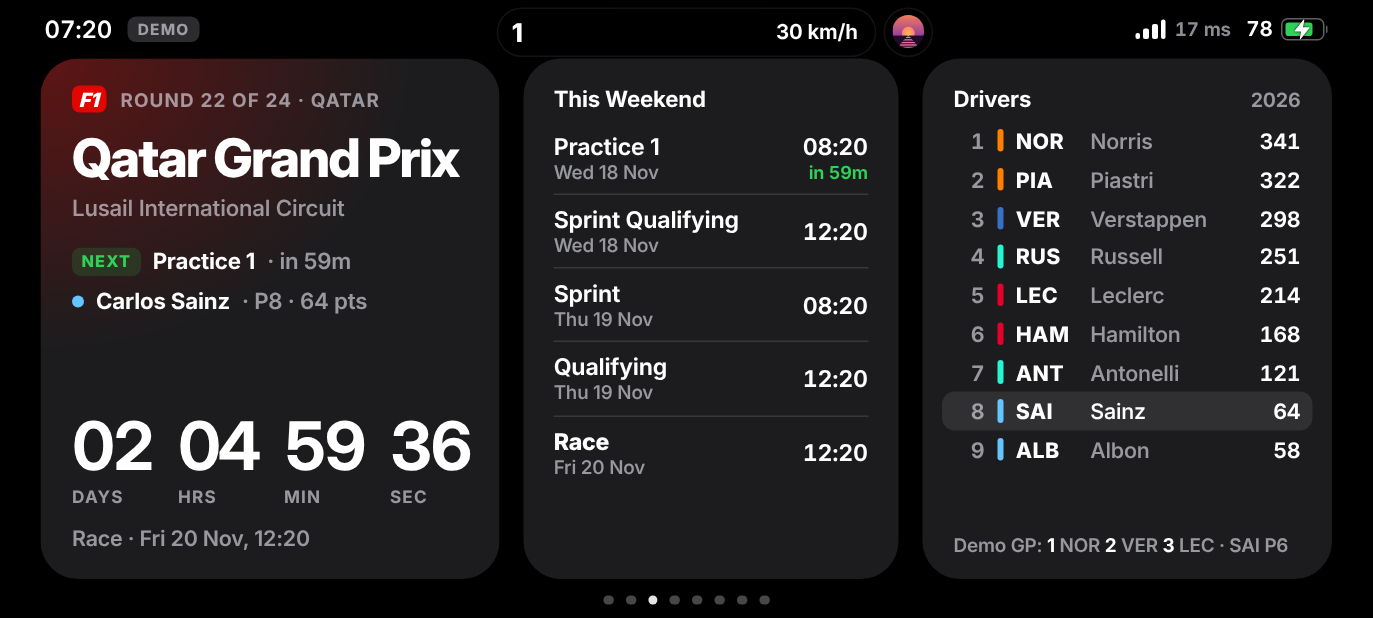 07:20 DEMO
1 30 km/h
17 ms 78
F1 ROUND 22 OF 24 · QATAR
Qatar Grand Prix
Lusail International Circuit
NEXT Practice 1 · in 59m
Carlos Sainz · P8 · 64 pts
02 04 59 36
DAYS HRS MIN SEC
Race · Fri 20 Nov, 12:20
This Weekend
Practice 1 08:20
Wed 18 Nov in 59m
Sprint Qualifying 12:20
Wed 18 Nov
Sprint 08:20
Thu 19 Nov
Qualifying 12:20
Thu 19 Nov
Race 12:20
Fri 20 Nov
Drivers 2026
1 NOR Norris 341
2 PIA Piastri 322
3 VER Verstappen 298
4 RUS Russell 251
5 LEC Leclerc 214
6 HAM Hamilton 168
7 ANT Antonelli 121
8 SAI Sainz 64
9 ALB Albon 58
Demo GP: 1 NOR 2 VER 3 LEC · SAI P6